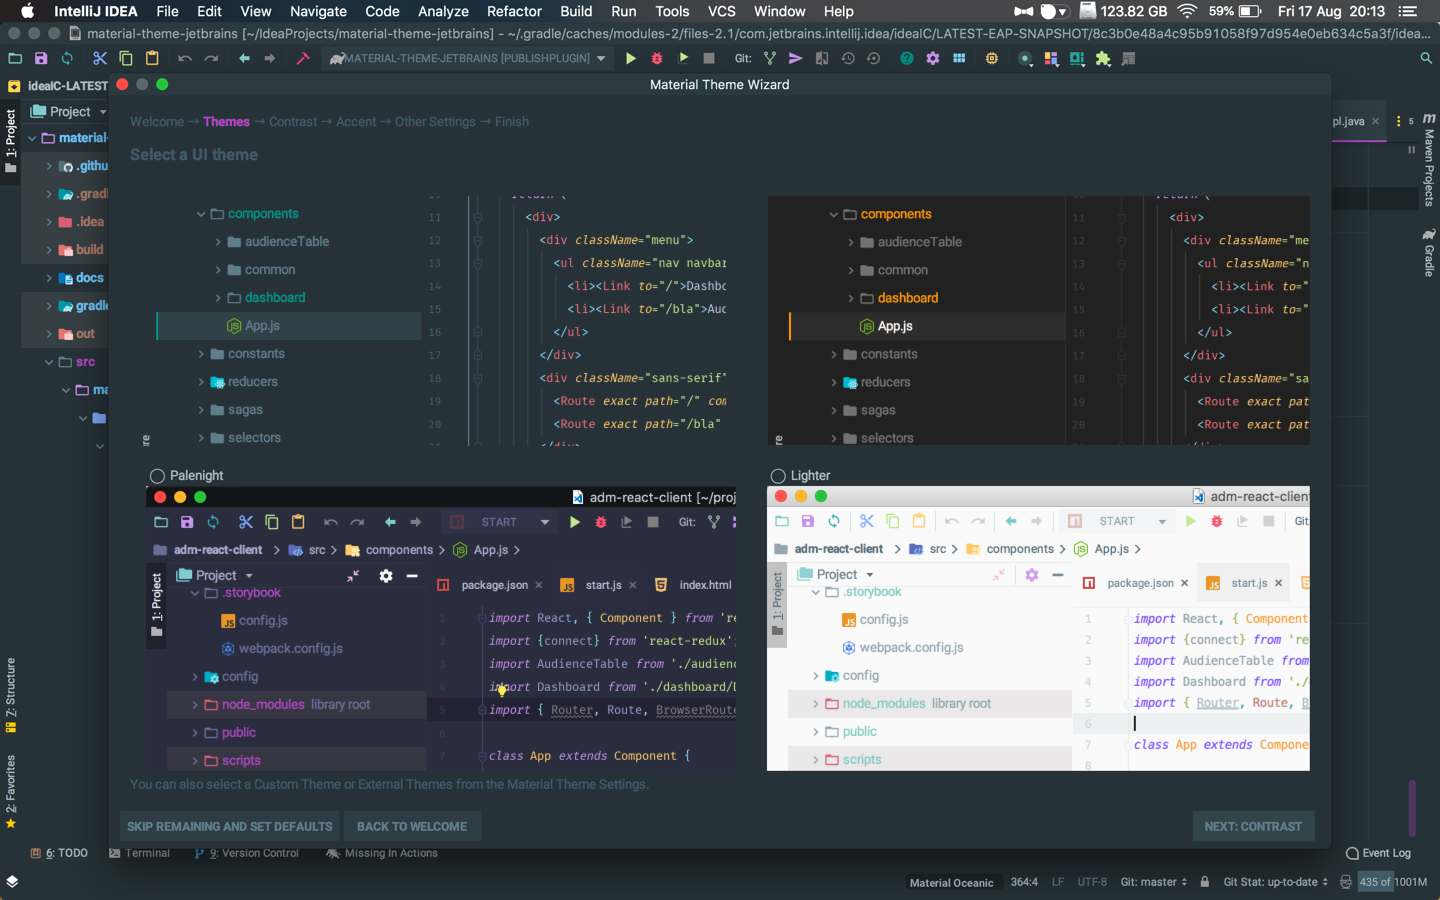 IntelliJ IDEA File Edit View Navigate Code Analyze Refactor Build Run Tools VCS Window Help 123.82 GB 59% Fri 17 Aug 20:13
material-theme-jetbrains [~/IdeaProjects/material-theme-jetbrains] - ~/.gradle/caches/modules-2/files-2.1/com.jetbrains.intellij.idea/ideaIC/LATEST-EAP-SNAPSHOT/8c3b0e48a4c95b91058f97d954e0eb634c5a3f/idea...
MATERIAL-THEME-JETBRAINS [PUBLISHPLUGIN] Git:
ideaIC-LATEST
Material Theme Wizard
1: Project
Project
material-
.githu
.gradl
.idea
build
docs
gradle
out
src
ma
Z: Structure
2: Favorites
pl.java
5
Maven Projects
Gradle
Welcome → Themes → Contrast → Accent → Other Settings → Finish
Select a UI theme
components
audienceTable
common
dashboard
App.js
constants
reducers
sagas
selectors
re
11 <div>
12 <div className="menu">
13 <ul className="nav navbar
14 <li><Link to="/">Dashbo
15 <li><Link to="/bla">Aud
16 </ul>
17 </div>
18 <div className="sans-serif"
19 <Route exact path="/" com
20 <Route exact path="/bla"
components
audienceTable
common
dashboard
App.js
constants
reducers
sagas
selectors
re
11 <div>
12 <div className="me
13 <ul className="n
14 <li><Link to="
15 <li><Link to="
16 </ul>
17 </div>
18 <div className="sa
19 <Route exact pat
20 <Route exact pat
Palenight
adm-react-client [~/proj
START Git:
adm-react-client src components App.js
1: Project
Project
.storybook
config.js
webpack.config.js
config
node_modules library root
public
scripts
package.json start.js index.html
1 import React, { Component } from 're
2 import {connect} from 'react-redux';
3 import AudienceTable from './audienc
4 import Dashboard from './dashboard/D
5 import { Router, Route, BrowserRoute
6
7 class App extends Component {
Lighter
adm-react-client
START Git
adm-react-client src components App.js
1: Project
Project
.storybook
config.js
webpack.config.js
config
node_modules library root
public
scripts
package.json start.js
1 import React, { Component
2 import {connect} from 're
3 import AudienceTable from
4 import Dashboard from './
5 import { Router, Route, B
6
7 class App extends Compone
8
You can also select a Custom Theme or External Themes from the Material Theme Settings.
SKIP REMAINING AND SET DEFAULTS BACK TO WELCOME NEXT: CONTRAST
6: TODO Terminal 9: Version Control Missing In Actions Event Log
Material Oceanic 364:4 LF UTF-8 Git: master Git Stat: up-to-date 435 of 1001M